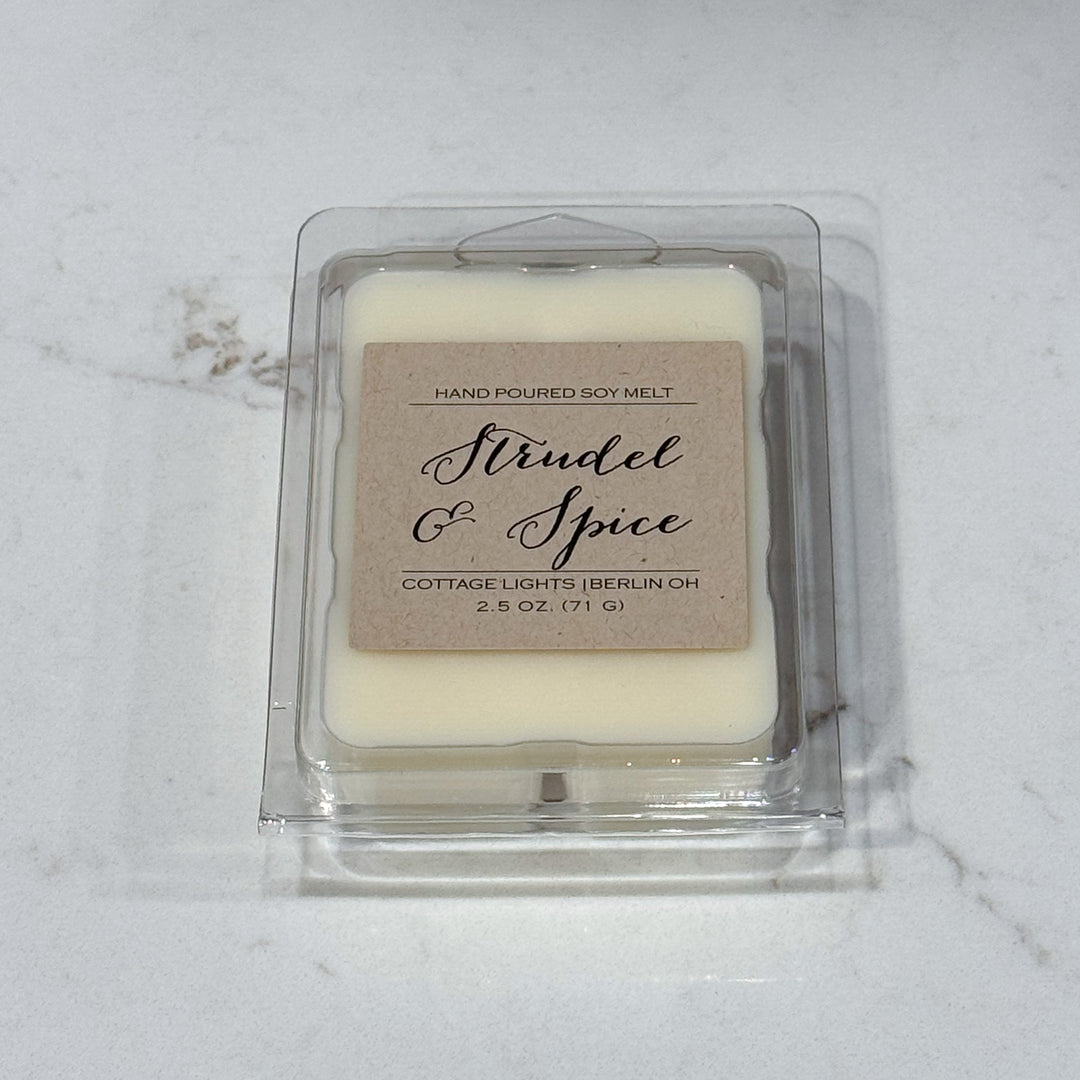 HAND POURED SOY MELT
Strudel
& Spice
COTTAGE LIGHTS | BERLIN OH
2.5 OZ. (71 G)